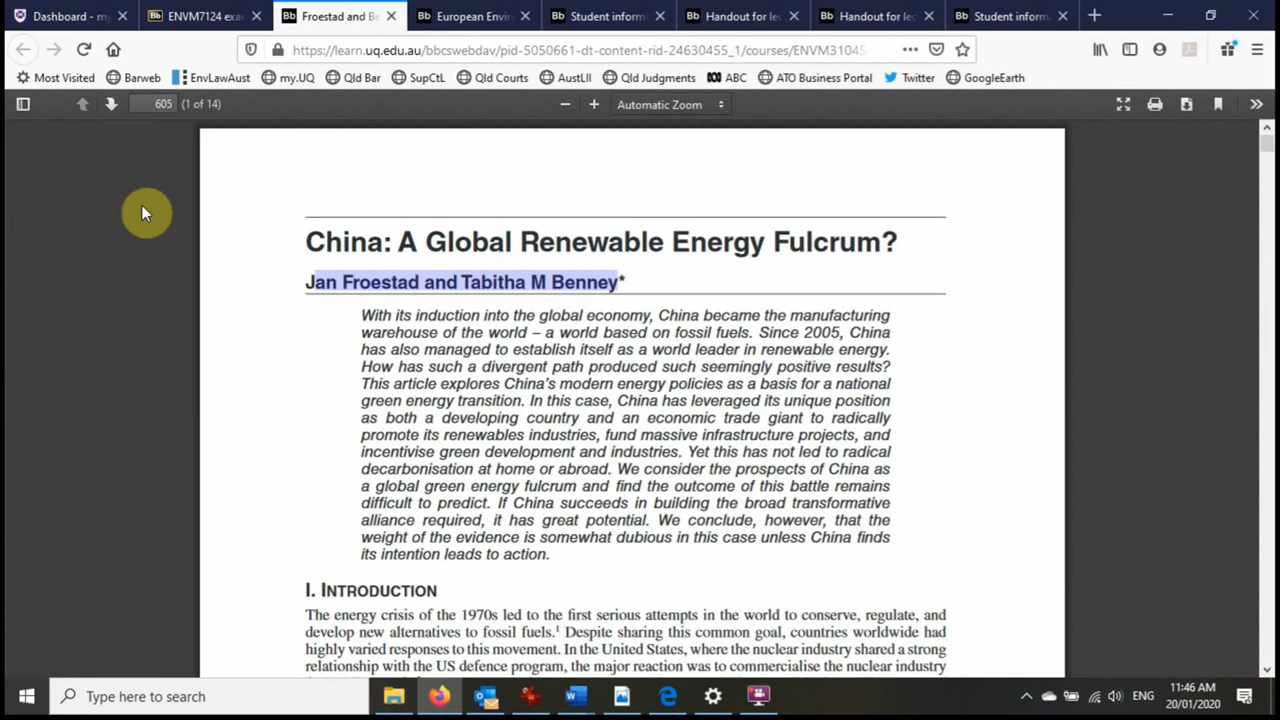 Dashboard - my
ENVM7124 exa
Froestad and Be
European Enviro
Student informa
Handout for lec
Handout for lec
Student informa
https://learn.uq.edu.au/bbcswebdav/pid-5050661-dt-content-rid-24630455_1/courses/ENVM3104S
Most Visited Barweb EnvLawAust my.UQ Qld Bar SupCtL Qld Courts AustLII Qld Judgments ABC ATO Business Portal Twitter GoogleEarth
605 (1 of 14) Automatic Zoom
China: A Global Renewable Energy Fulcrum?
Jan Froestad and Tabitha M Benney*
With its induction into the global economy, China became the manufacturing
warehouse of the world – a world based on fossil fuels. Since 2005, China
has also managed to establish itself as a world leader in renewable energy.
How has such a divergent path produced such seemingly positive results?
This article explores China's modern energy policies as a basis for a national
green energy transition. In this case, China has leveraged its unique position
as both a developing country and an economic trade giant to radically
promote its renewables industries, fund massive infrastructure projects, and
incentivise green development and industries. Yet this has not led to radical
decarbonisation at home or abroad. We consider the prospects of China as
a global green energy fulcrum and find the outcome of this battle remains
difficult to predict. If China succeeds in building the broad transformative
alliance required, it has great potential. We conclude, however, that the
weight of the evidence is somewhat dubious in this case unless China finds
its intention leads to action.
I. INTRODUCTION
The energy crisis of the 1970s led to the first serious attempts in the world to conserve, regulate, and
develop new alternatives to fossil fuels.1 Despite sharing this common goal, countries worldwide had
highly varied responses to this movement. In the United States, where the nuclear industry shared a strong
relationship with the US defence program, the major reaction was to commercialise the nuclear industry
Type here to search
ENG
11:46 AM
20/01/2020